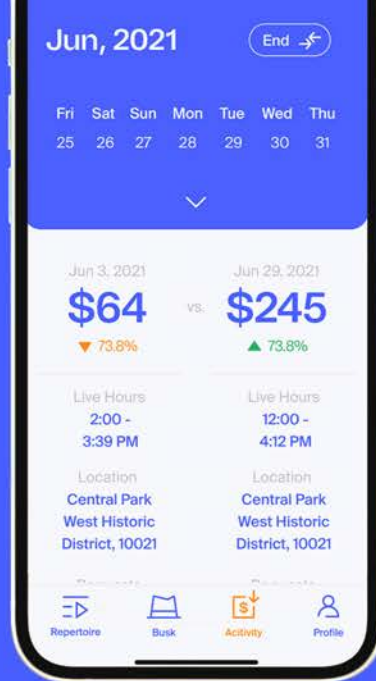 Jun, 2021 End
Fri Sat Sun Mon Tue Wed Thu
25 26 27 28 29 30 31
Jun 3, 2021 Jun 29, 2021
$64 vs. $245
▼ 73.8% ▲ 73.8%
Live Hours Live Hours
2:00 - 12:00 -
3:39 PM 4:12 PM
Location Location
Central Park Central Park
West Historic West Historic
District, 10021 District, 10021
$
Repertoire Busk Acitivity Profile